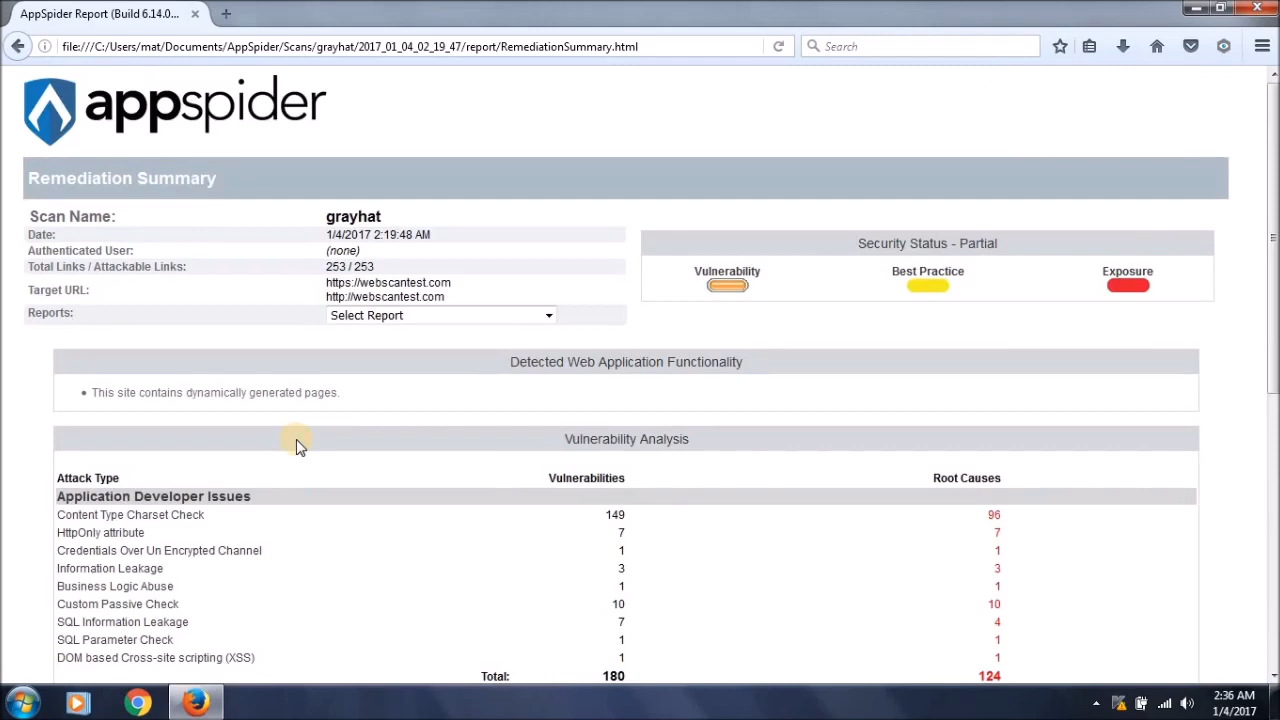 AppSpider Report (Build 6.14.0...
file:///C:/Users/mat/Documents/AppSpider/Scans/grayhat/2017_01_04_02_19_47/report/RemediationSummary.html
Search
appspider
Remediation Summary
Scan Name: grayhat
Date: 1/4/2017 2:19:48 AM
Authenticated User: (none)
Total Links / Attackable Links: 253 / 253
Target URL: https://webscantest.com
http://webscantest.com
Reports: Select Report
Security Status - Partial
Vulnerability Best Practice Exposure
Detected Web Application Functionality
• This site contains dynamically generated pages.
Vulnerability Analysis
Attack Type Vulnerabilities Root Causes
Application Developer Issues
Content Type Charset Check 149 96
HttpOnly attribute 7 7
Credentials Over Un Encrypted Channel 1 1
Information Leakage 3 3
Business Logic Abuse 1 1
Custom Passive Check 10 10
SQL Information Leakage 7 4
SQL Parameter Check 1 1
DOM based Cross-site scripting (XSS) 1 1
Total: 180 124
2:36 AM
1/4/2017